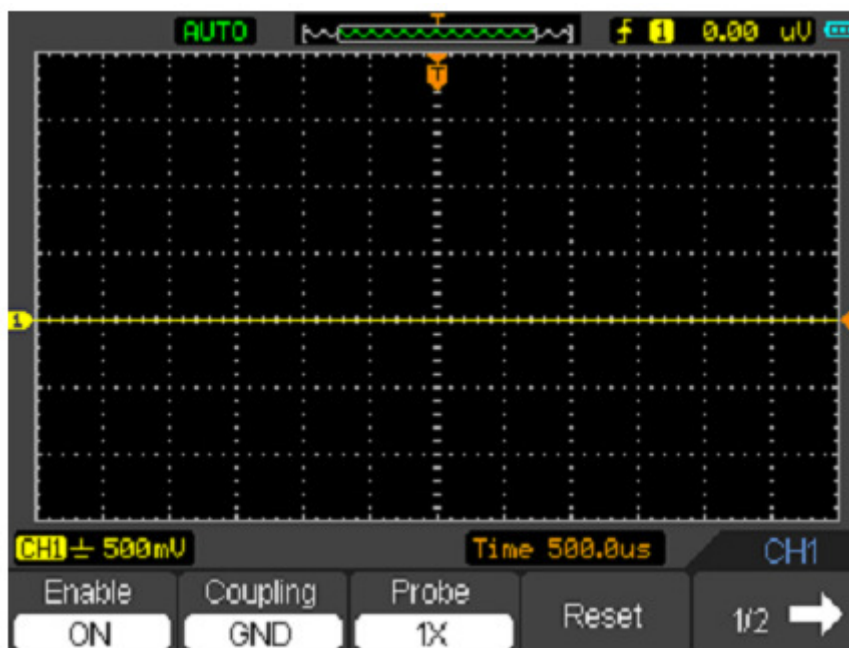 T
AUTO 1 0.00 uV
T
1
CH1 500mV Time 500.0us CH1
Enable Coupling Probe Reset 1/2
ON GND 1X